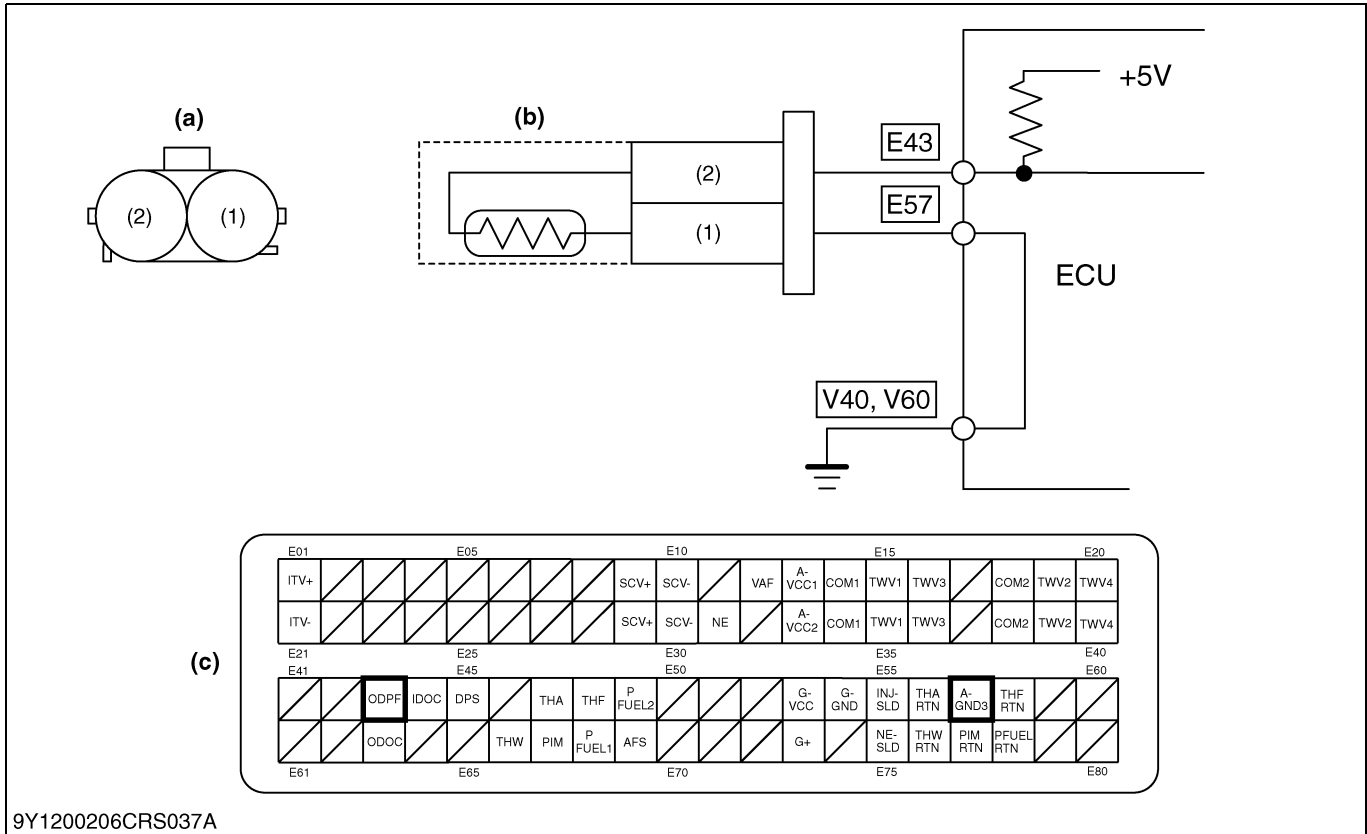 (a)
(b)
(2) (1)
(2)
(1)
E43
E57
+5V
ECU
V40, V60
(c)
E01 E05 E10 E15 E20
ITV+ SCV+ SCV- VAF A-VCC1 COM1 TWV1 TWV3 COM2 TWV2 TWV4
ITV- SCV+ SCV- NE A-VCC2 COM1 TWV1 TWV3 COM2 TWV2 TWV4
E21 E25 E30 E35 E40
E41 E45 E50 E55 E60
ODPF IDOC DPS THA THF P FUEL2 G-VCC G-GND INJ-SLD THA RTN A-GND3 THF RTN
ODOC THW PIM P FUEL1 AFS G+ NE-SLD THW RTN PIM RTN PFUEL RTN
E61 E65 E70 E75 E80
9Y1200206CRS037A